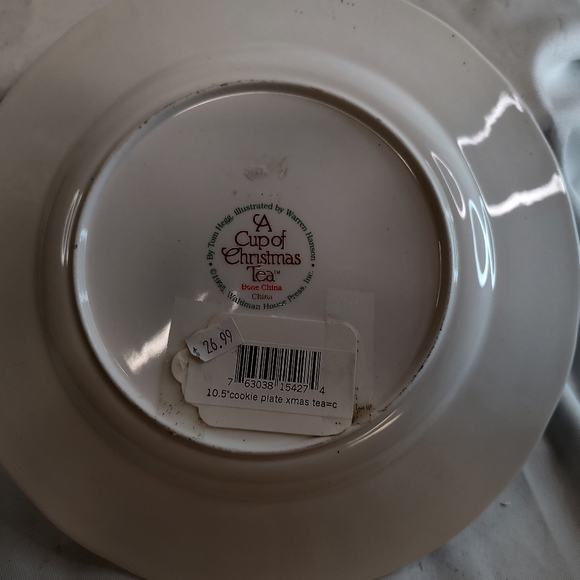 • By Tom Hegg, illustrated by Warren Hanson •
A
Cup of
Christmas
Tea™
Bone China
China
Waldman House Press, Inc.
$ 26.99
7 63038 15427 4
10.5"cookie plate xmas tea=c